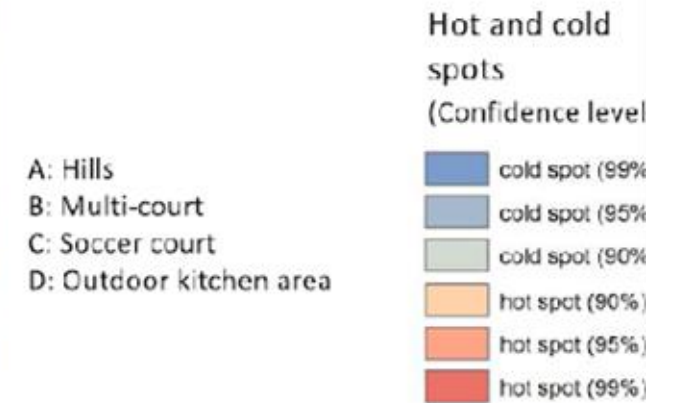 Hot and cold
spots
(Confidence level
A: Hills
B: Multi-court
C: Soccer court
D: Outdoor kitchen area
cold spot (99%
cold spot (95%
cold spot (90%
hot spot (90%)
hot spot (95%)
hot spot (99%)